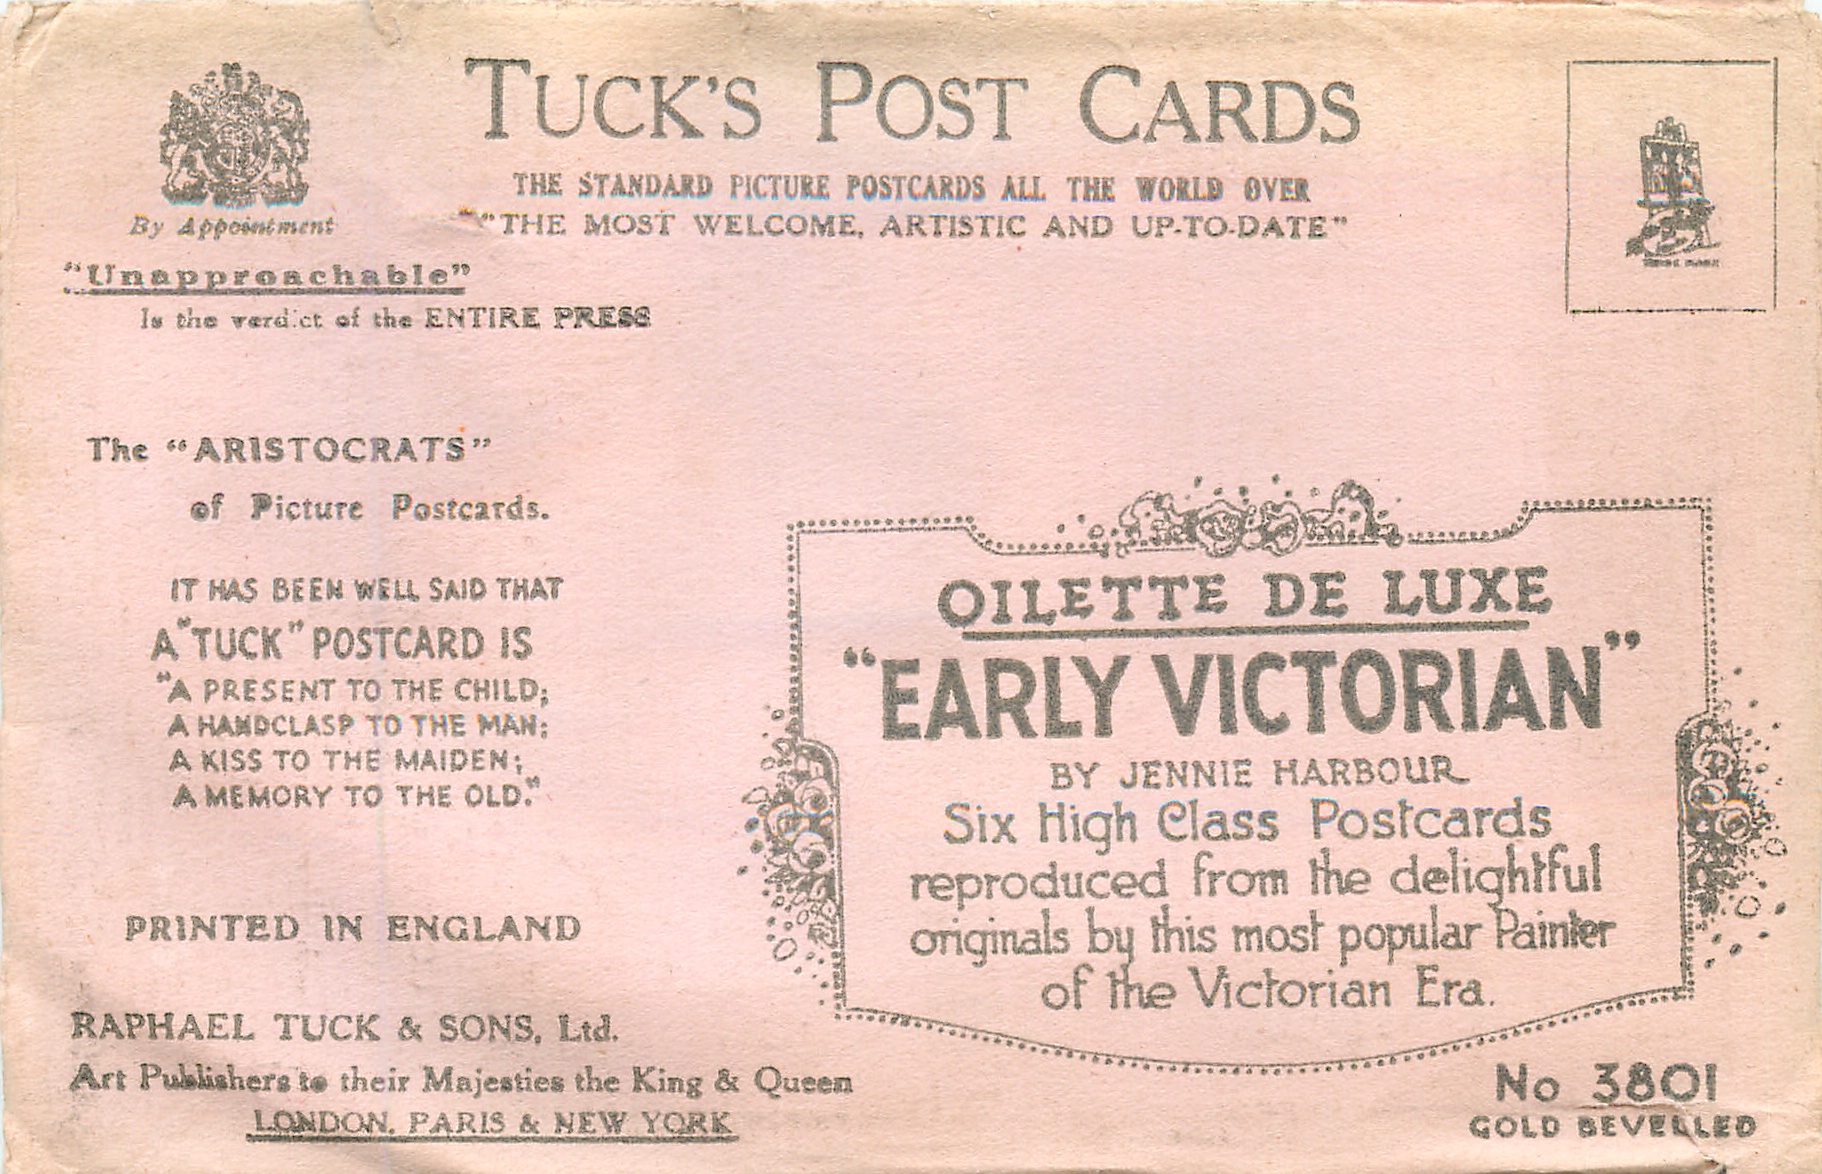 TUCK'S POST CARDS
THE STANDARD PICTURE POSTCARDS ALL THE WORLD OVER
"THE MOST WELCOME, ARTISTIC AND UP-TO-DATE"
By Appointment
"Unapproachable"
Is the verdict of the ENTIRE PRESS
The "ARISTOCRATS"
of Picture Postcards.
IT HAS BEEN WELL SAID THAT
A "TUCK" POSTCARD IS
"A PRESENT TO THE CHILD;
A HANDCLASP TO THE MAN;
A KISS TO THE MAIDEN;
A MEMORY TO THE OLD."
PRINTED IN ENGLAND
RAPHAEL TUCK & SONS, Ltd.
Art Publishers to their Majesties the King & Queen
LONDON, PARIS & NEW YORK
OILETTE DE LUXE
"EARLY VICTORIAN"
BY JENNIE HARBOUR
Six High Class Postcards
reproduced from the delightful
originals by this most popular Painter
of the Victorian Era.
No 3801
GOLD BEVELLED